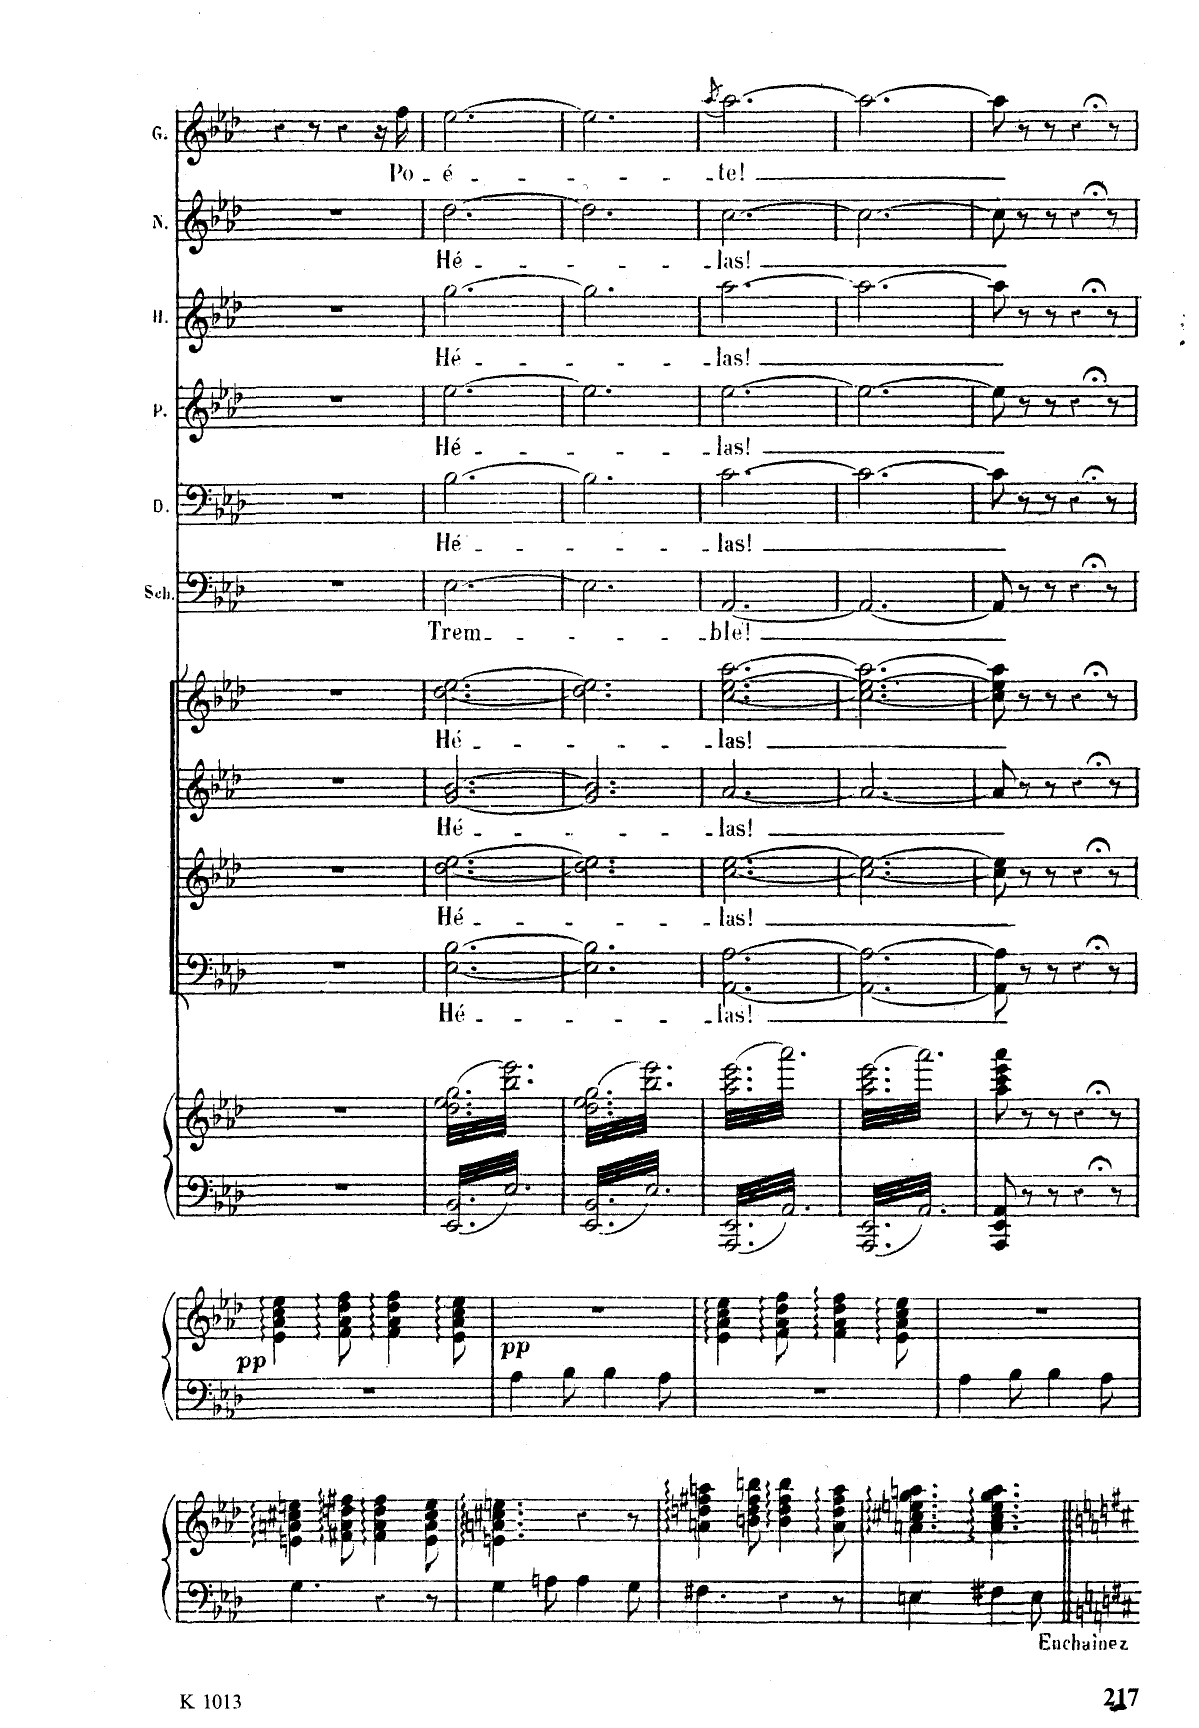 G.
Po - é - - - - - te!
N.
Hé - - - - - las!
H.
Hé - - - - - las!
P.
Hé - - - - - las!
D.
Hé - - - - - las!
Sch.
Trem - - - - - ble!
Hé - - - - - las!
Hé - - - - - las!
Hé - - - - - las!
Hé - - - - - las!
pp pp
Enchaînez
K 1013 217